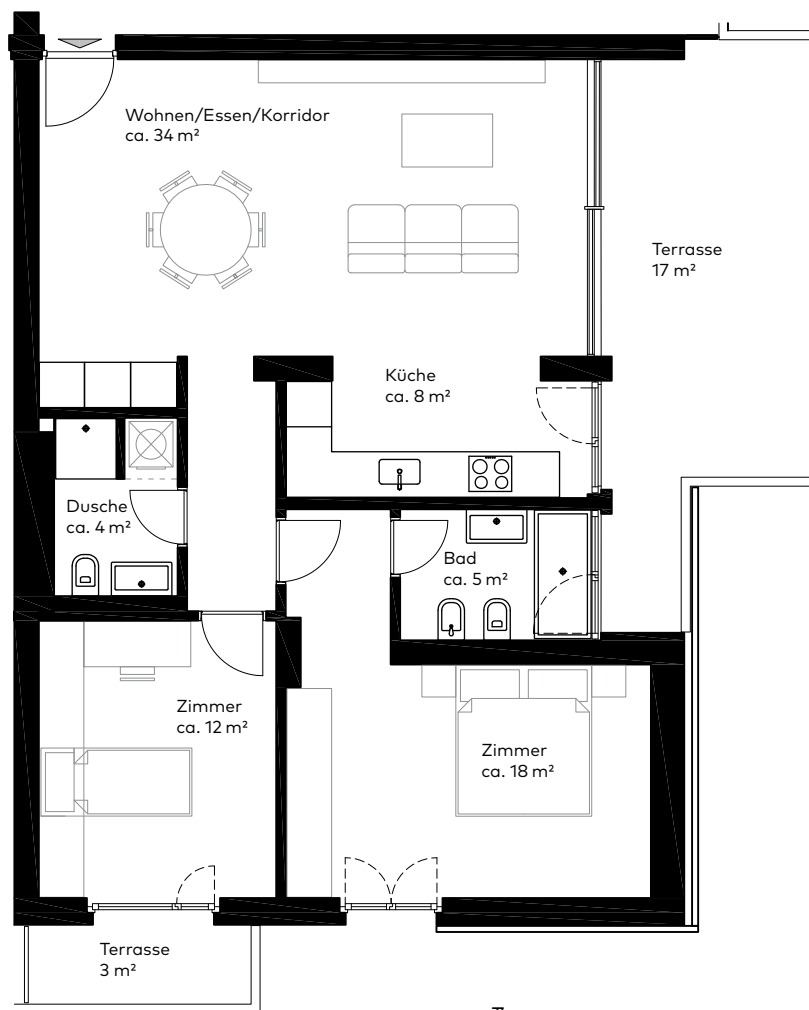 Wohnen/Essen/Korridor
ca. 34 m²
Terrasse
17 m²
Küche
ca. 8 m²
Dusche
ca. 4 m²
Bad
ca. 5 m²
Zimmer
ca. 12 m²
Zimmer
ca. 18 m²
Terrasse
3 m²